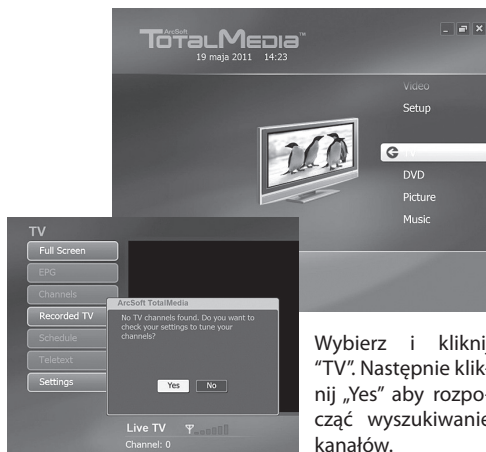 ArcSoft
TOTALMEDIA™
19 maja 2011 14:23
Video
Setup
DVD
Picture
Music
TV
Full Screen
EPG
Channels
Recorded TV
Schedule
Teletext
Settings
ArcSoft TotalMedia
No TV channels found. Do you want to
check your settings to tune your
channels?
Yes No
Live TV
Channel: 0
Wybierz i kliknij
“TV”. Następnie klik-
nij „Yes” aby rozpo-
cząć wyszukiwanie
kanałów.